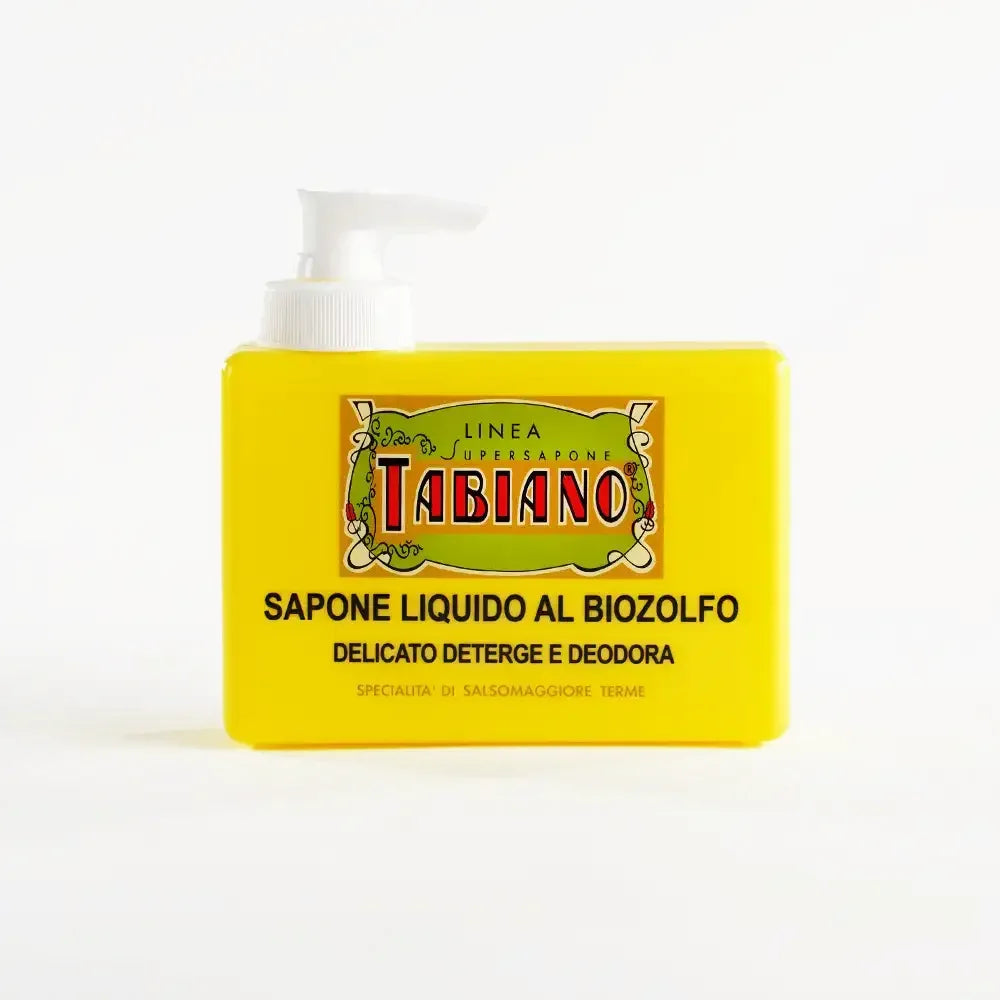 LINEA
SUPERSAPONE
TABIANO®
SAPONE LIQUIDO AL BIOZOLFO
DELICATO DETERGE E DEODORA
SPECIALITA' DI SALSOMAGGIORE TERME